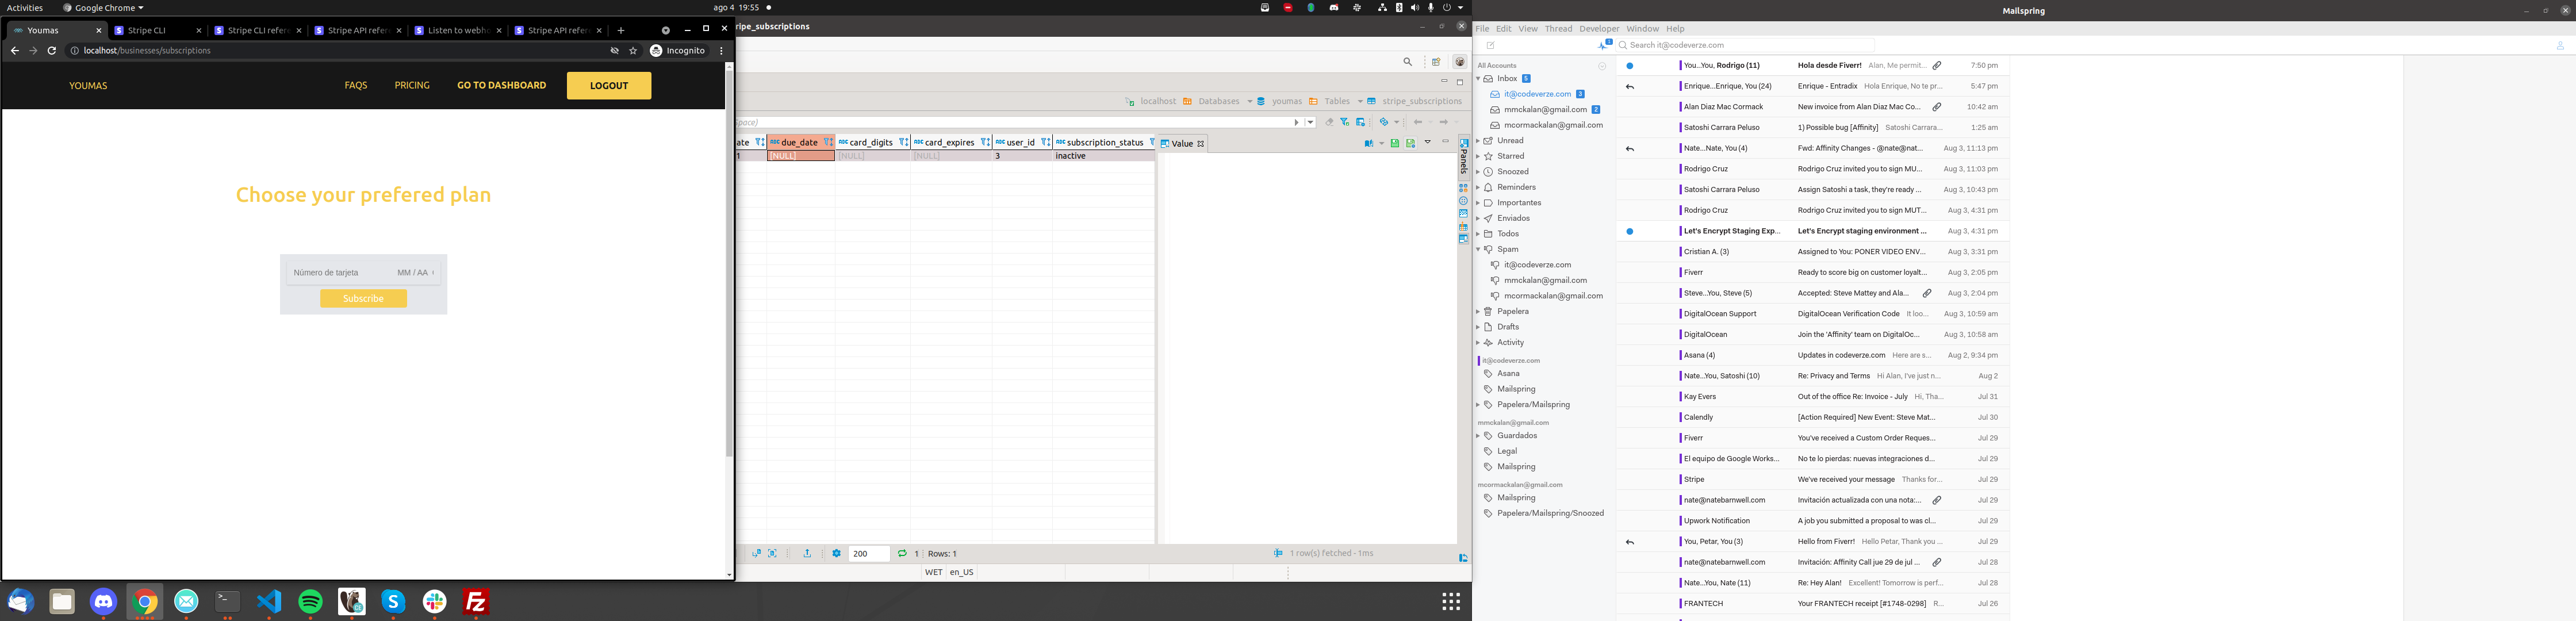 Activities
Google Chrome
ago 4 19:55
Youmas
Stripe CLI
Stripe CLI refere
Stripe API refer
Listen to webho
Stripe API refer
localhost/businesses/subscriptions
Incognito
YOUMAS
FAQS
PRICING
GO TO DASHBOARD
LOGOUT
Choose your prefered plan
Número de tarjeta
MM / AA
Subscribe
ripe_subscriptions
localhost
Databases
youmas
Tables
stripe_subscriptions
ate
due_date
card_digits
card_expires
user_id
subscription_status
1
[NULL]
[NULL]
[NULL]
3
inactive
Value
Panels
200
1
Rows: 1
1 row(s) fetched - 1ms
WET
en_US
Mailspring
File Edit View Thread Developer Window Help
Search it@codeverze.com
All Accounts
Inbox 5
it@codeverze.com 3
mmckalan@gmail.com 2
mcormackalan@gmail.com
Unread
Starred
Snoozed
Reminders
Importantes
Enviados
Todos
Spam
it@codeverze.com
mmckalan@gmail.com
mcormackalan@gmail.com
Papelera
Drafts
Activity
it@codeverze.com
Asana
Mailspring
Papelera/Mailspring
mmckalan@gmail.com
Guardados
Legal
Mailspring
mcormackalan@gmail.com
Mailspring
Papelera/Mailspring/Snoozed
You...You, Rodrigo (11) Hola desde Fiverr! Alan, Me permit... 7:50 pm
Enrique...Enrique, You (24) Enrique - Entradix Hola Enrique, No te pr... 5:47 pm
Alan Diaz Mac Cormack New invoice from Alan Diaz Mac Co... 10:42 am
Satoshi Carrara Peluso 1) Possible bug [Affinity] Satoshi Carrara... 1:25 am
Nate...Nate, You (4) Fwd: Affinity Changes - @nate@nat... Aug 3, 11:13 pm
Rodrigo Cruz Rodrigo Cruz invited you to sign MU... Aug 3, 11:03 pm
Satoshi Carrara Peluso Assign Satoshi a task, they're ready ... Aug 3, 10:43 pm
Rodrigo Cruz Rodrigo Cruz invited you to sign MUT... Aug 3, 4:31 pm
Let's Encrypt Staging Exp... Let's Encrypt staging environment ... Aug 3, 4:31 pm
Cristian A. (3) Assigned to You: PONER VIDEO ENV... Aug 3, 3:31 pm
Fiverr Ready to score big on customer loyalt... Aug 3, 2:05 pm
Steve...You, Steve (5) Accepted: Steve Mattey and Ala... Aug 3, 2:04 pm
DigitalOcean Support DigitalOcean Verification Code It loo... Aug 3, 10:59 am
DigitalOcean Join the 'Affinity' team on DigitalOc... Aug 3, 10:58 am
Asana (4) Updates in codeverze.com Here are s... Aug 2, 9:34 pm
Nate...You, Satoshi (10) Re: Privacy and Terms Hi Alan, I've just n... Aug 2
Kay Evers Out of the office Re: Invoice - July Hi, Tha... Jul 31
Calendly [Action Required] New Event: Steve Mat... Jul 30
Fiverr You've received a Custom Order Reques... Jul 29
El equipo de Google Works... No te lo pierdas: nuevas integraciones d... Jul 29
Stripe We've received your message Thanks for... Jul 29
nate@natebarnwell.com Invitación actualizada con una nota:... Jul 29
Upwork Notification A job you submitted a proposal to was cl... Jul 29
You, Petar, You (3) Hello from Fiverr! Hello Petar, Thank you ... Jul 29
nate@natebarnwell.com Invitación: Affinity Call jue 29 de jul ... Jul 28
Nate...You, Nate (11) Re: Hey Alan! Excellent! Tomorrow is perf... Jul 28
FRANTECH Your FRANTECH receipt [#1748-0298] R... Jul 26